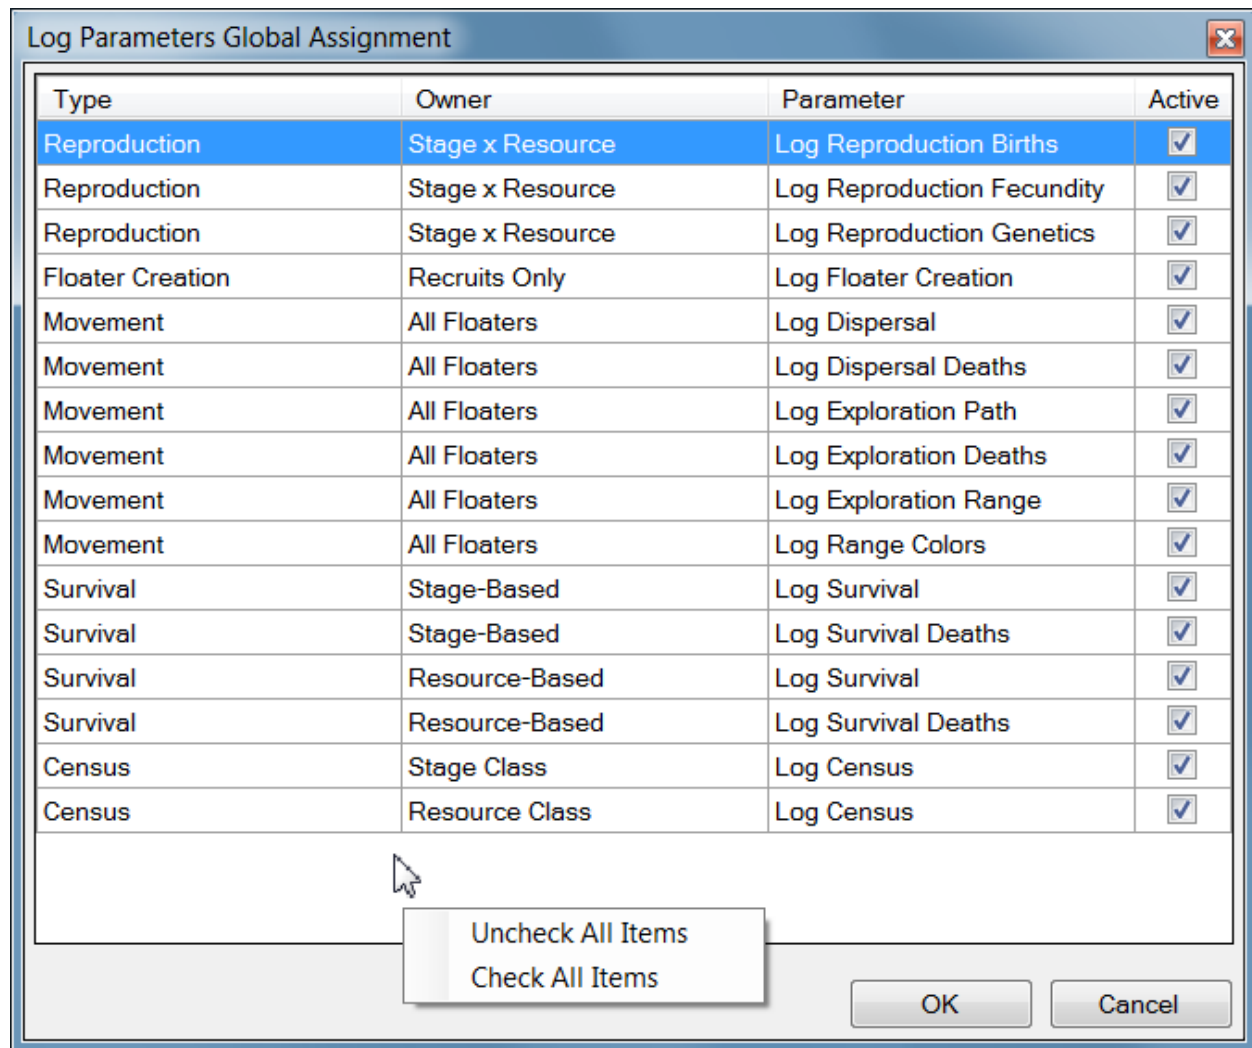 Log Parameters Global Assignment
Type Owner Parameter Active
Reproduction Stage x Resource Log Reproduction Births
Reproduction Stage x Resource Log Reproduction Fecundity
Reproduction Stage x Resource Log Reproduction Genetics
Floater Creation Recruits Only Log Floater Creation
Movement All Floaters Log Dispersal
Movement All Floaters Log Dispersal Deaths
Movement All Floaters Log Exploration Path
Movement All Floaters Log Exploration Deaths
Movement All Floaters Log Exploration Range
Movement All Floaters Log Range Colors
Survival Stage-Based Log Survival
Survival Stage-Based Log Survival Deaths
Survival Resource-Based Log Survival
Survival Resource-Based Log Survival Deaths
Census Stage Class Log Census
Census Resource Class Log Census
Uncheck All Items
Check All Items
OK Cancel